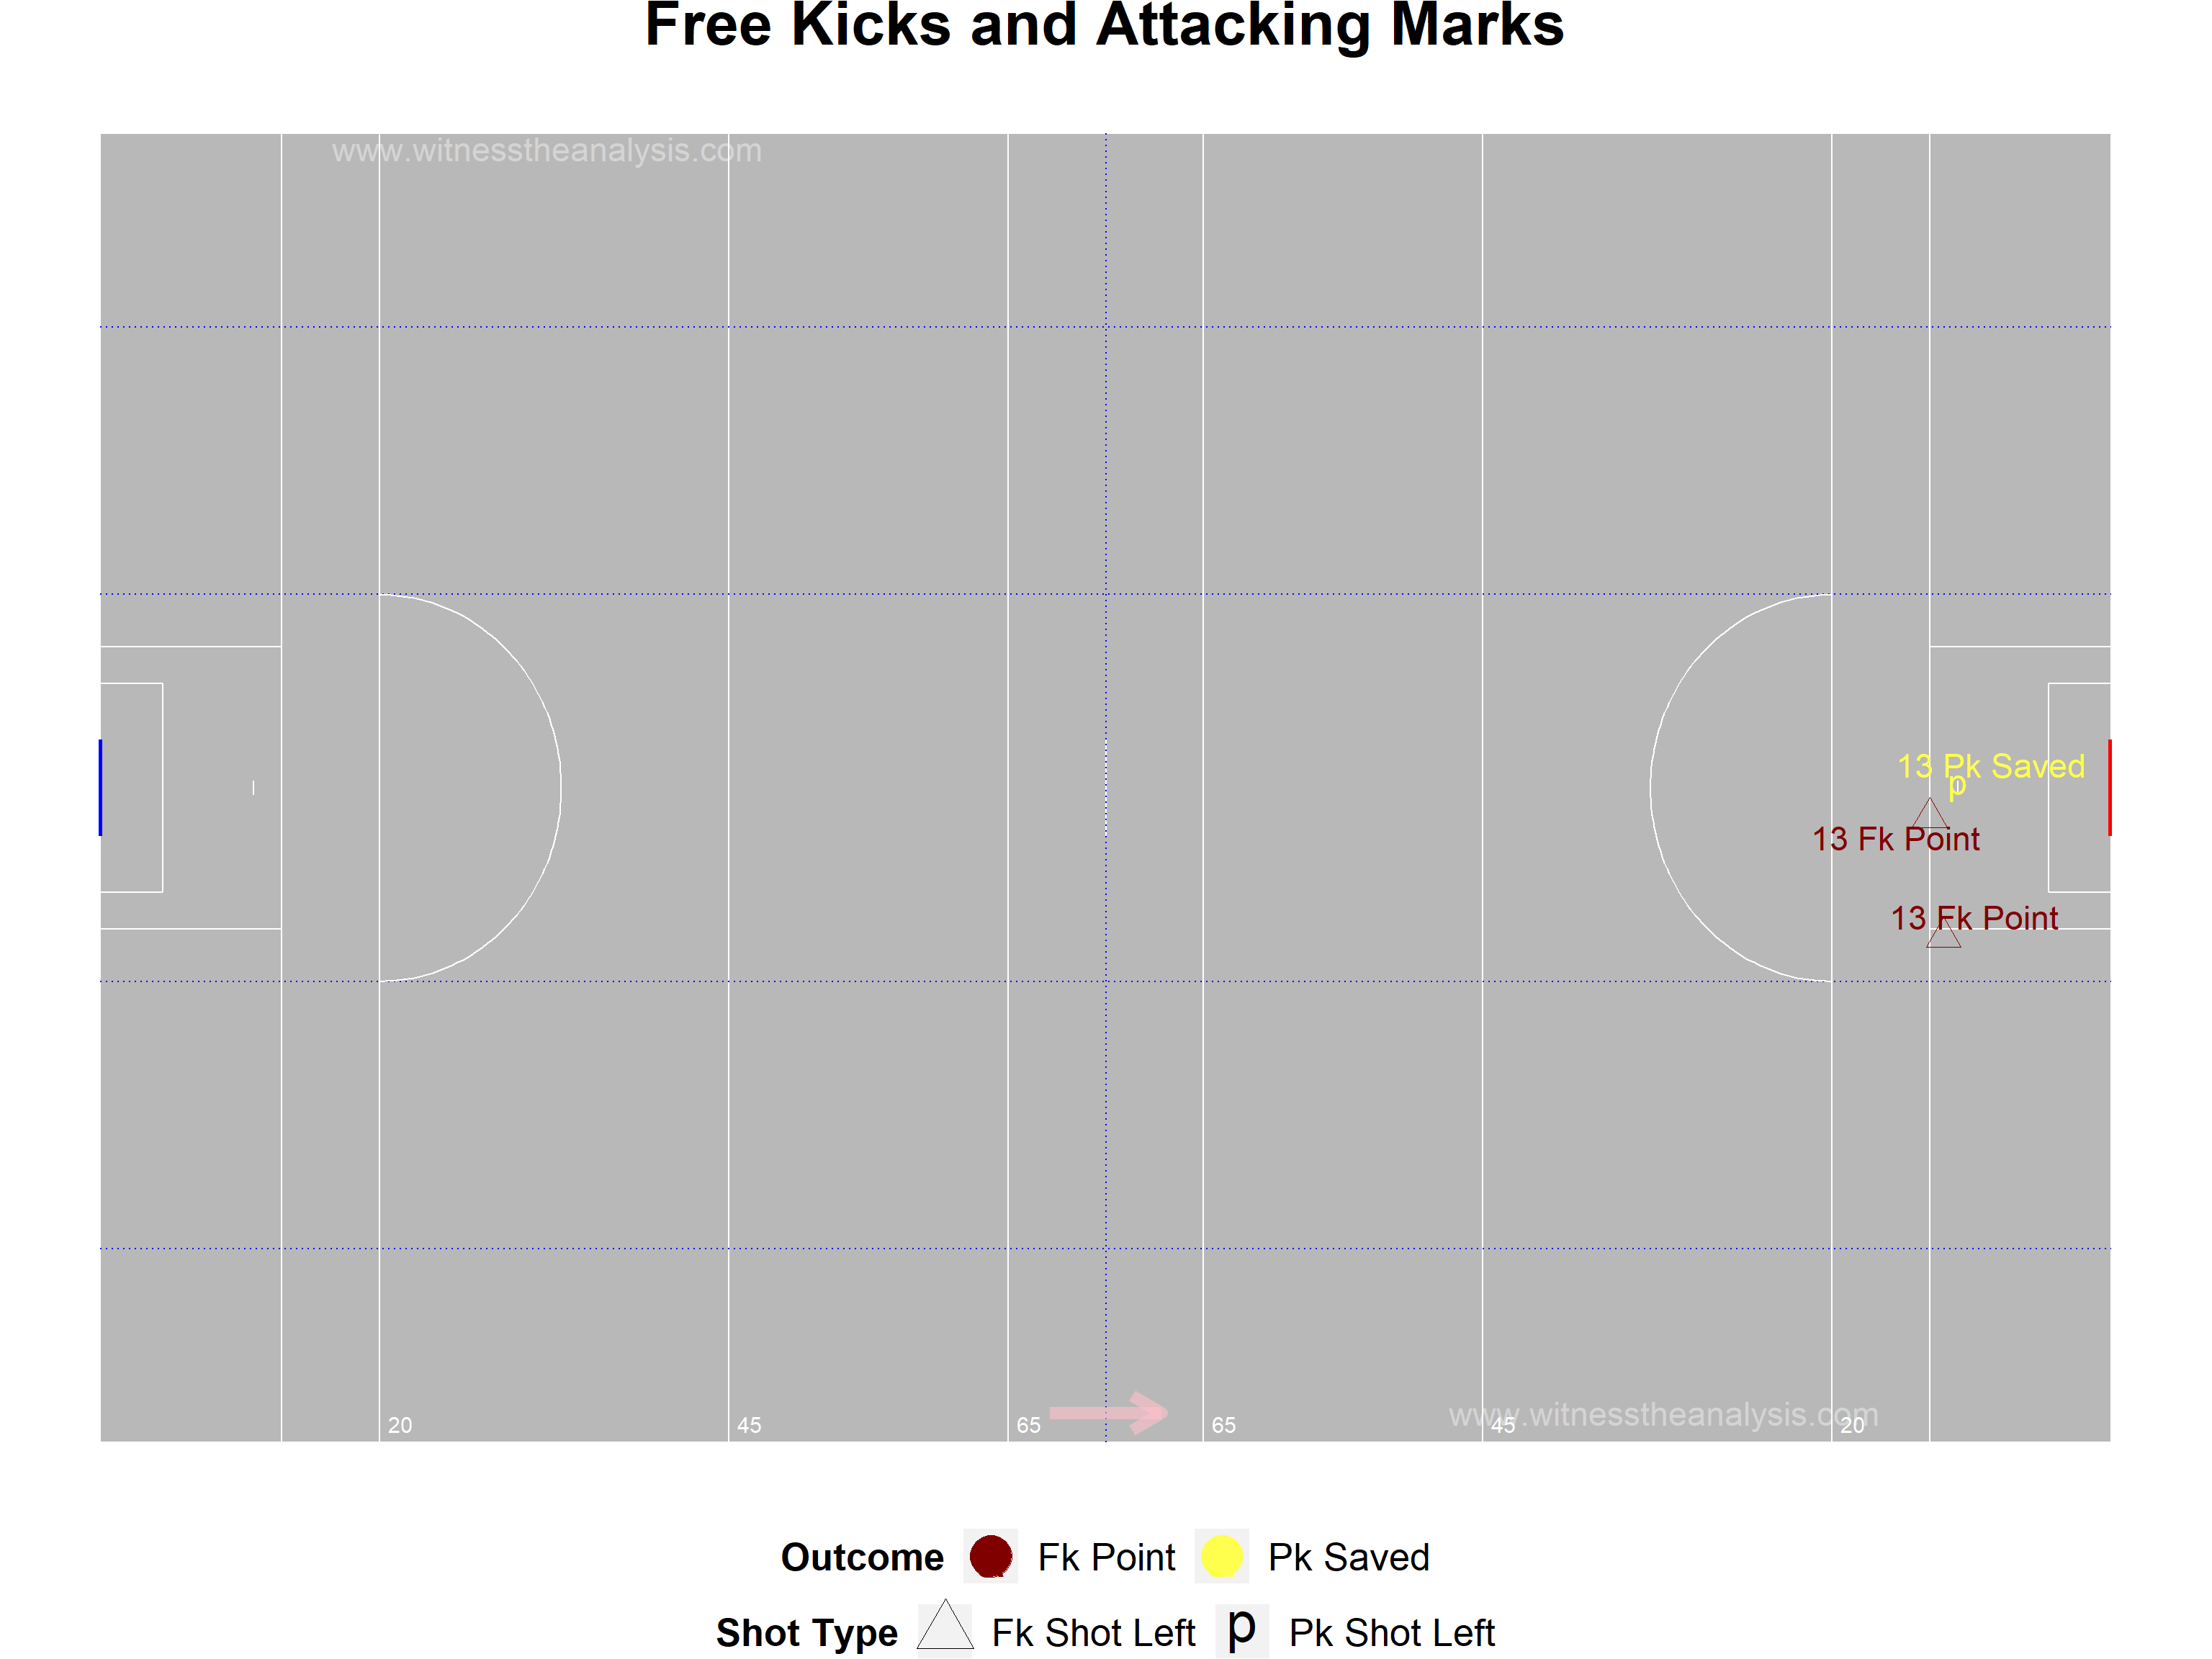 Free Kicks and Attacking Marks
www.witnesstheanalysis.com
13 Pk Saved
p
13 Fk Point
13 Fk Point
www.witnesstheanalysis.com
20 45 65 65 45 20
Outcome Fk Point Pk Saved
Shot Type Fk Shot Left p Pk Shot Left